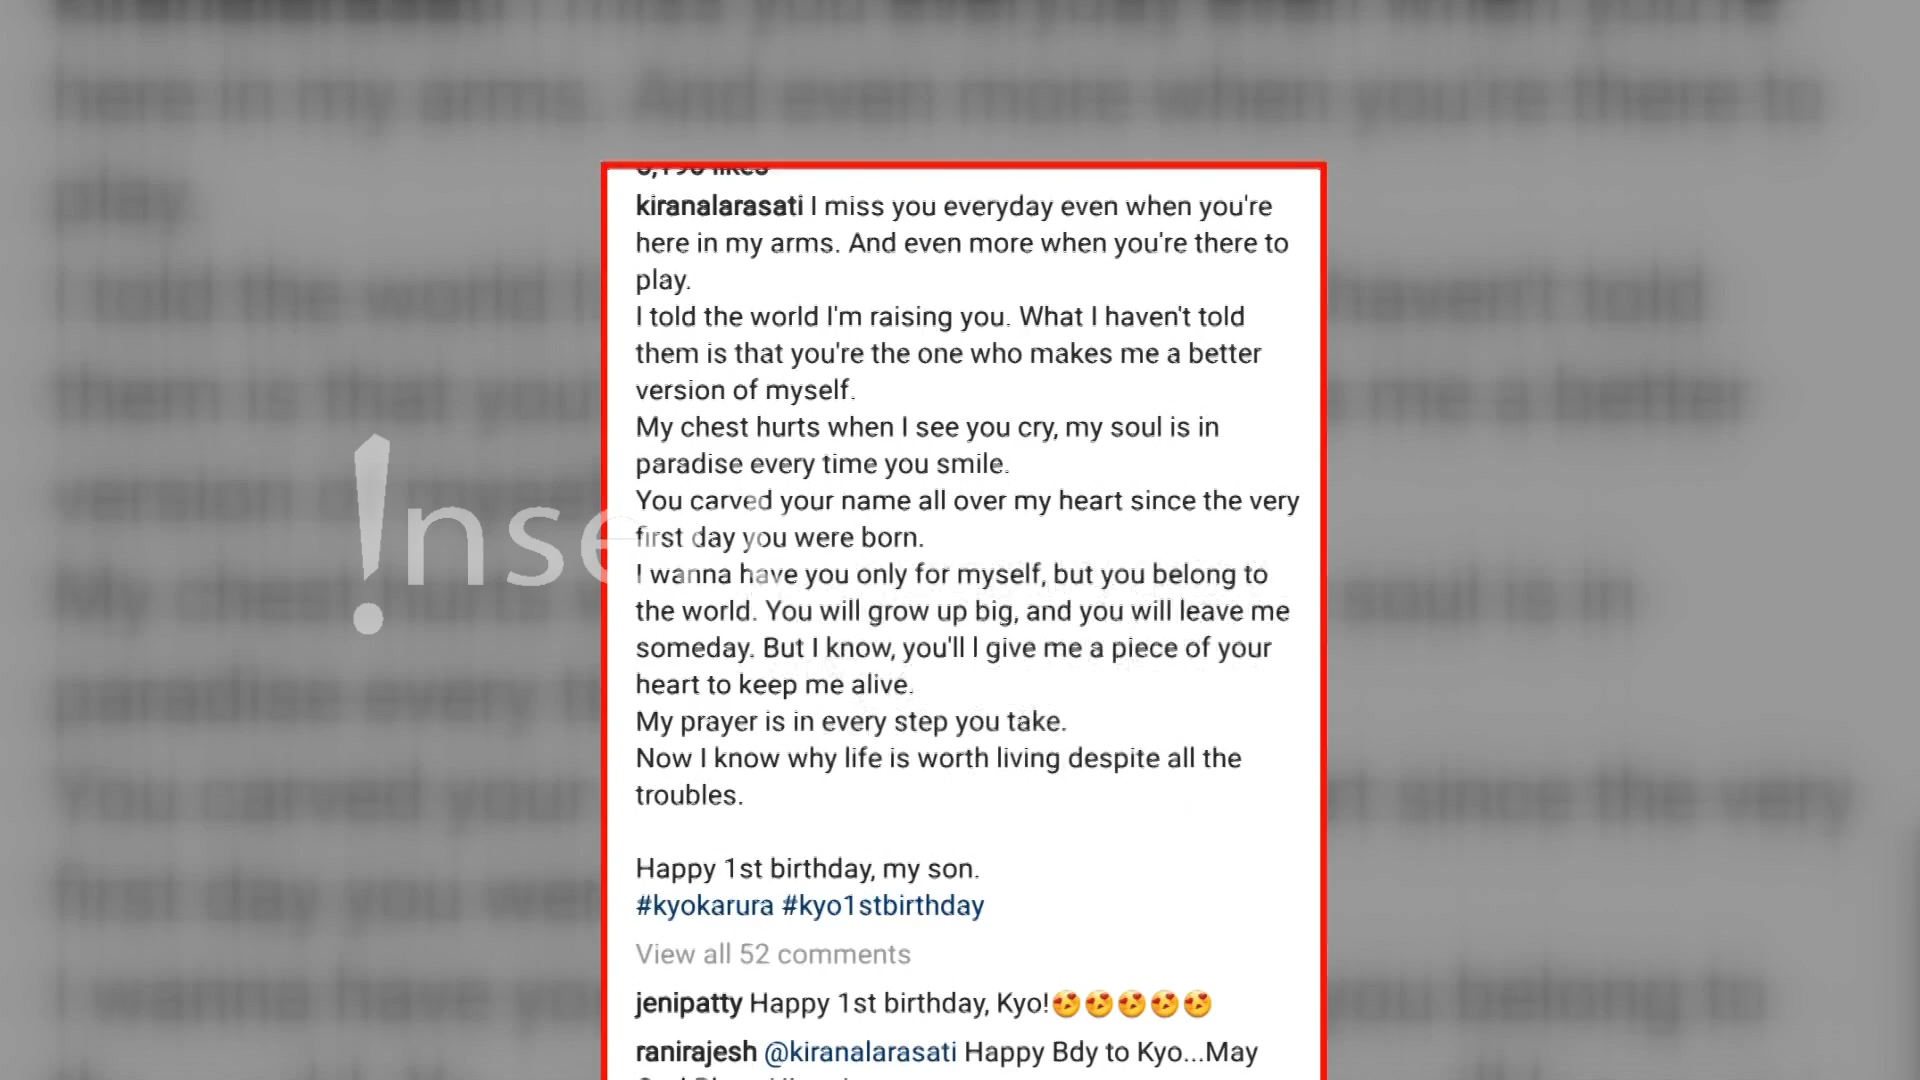 kiranalarasati I miss you everyday even when you're
here in my arms. And even more when you're there to
play.
I told the world I'm raising you. What I haven't told
them is that you're the one who makes me a better
version of myself.
My chest hurts when I see you cry, my soul is in
paradise every time you smile.
You carved your name all over my heart since the very
first day you were born.
I wanna have you only for myself, but you belong to
the world. You will grow up big, and you will leave me
someday. But I know, you'll I give me a piece of your
heart to keep me alive.
My prayer is in every step you take.
Now I know why life is worth living despite all the
troubles.
Happy 1st birthday, my son.
#kyokarura #kyo1stbirthday
View all 52 comments
jenipatty Happy 1st birthday, Kyo!😍😍😍😍😍
ranirajesh @kiranalarasati Happy Bdy to Kyo...May
!nse